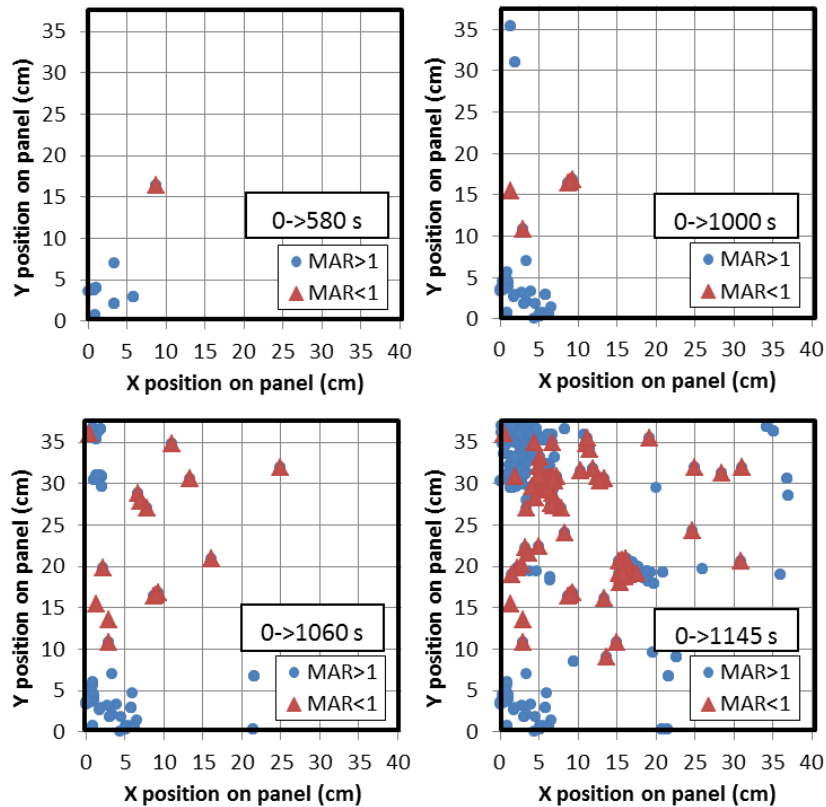 35
30
25
20
15
10
5
0
Y position on panel (cm)
0->580 s
MAR>1
MAR<1
0 5 10 15 20 25 30 35 40
X position on panel (cm)
35
30
25
20
15
10
5
0
Y position on panel (cm)
0->1000 s
MAR>1
MAR<1
0 5 10 15 20 25 30 35 40
X position on panel (cm)
35
30
25
20
15
10
5
0
Y position on panel (cm)
0->1060 s
MAR>1
MAR<1
0 5 10 15 20 25 30 35 40
X position on panel (cm)
35
30
25
20
15
10
5
0
Y position on panel (cm)
0->1145 s
MAR>1
MAR<1
0 5 10 15 20 25 30 35 40
X position on panel (cm)